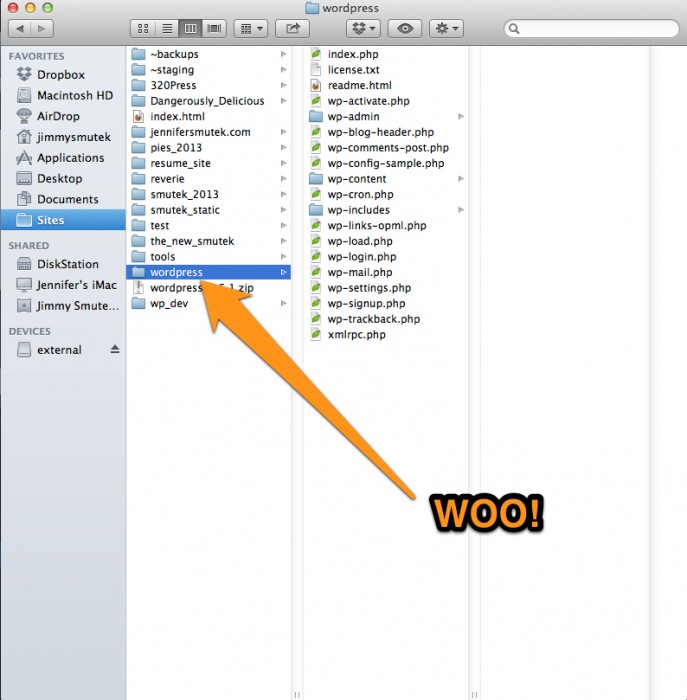 wordpress
FAVORITES
Dropbox
Macintosh HD
AirDrop
jimmysmutek
Applications
Desktop
Documents
Sites
SHARED
DiskStation
Jennifer's iMac
Jimmy Smute...
DEVICES
external
~backups
~staging
320Press
Dangerously_Delicious
index.html
jennifersmutek.com
pies_2013
resume_site
reverie
smutek_2013
smutek_static
test
the_new_smutek
tools
wordpress
wordpress
wp_dev
index.php
license.txt
readme.html
wp-activate.php
wp-admin
wp-blog-header.php
wp-comments-post.php
wp-config-sample.php
wp-content
wp-cron.php
wp-includes
wp-links-opml.php
wp-load.php
wp-login.php
wp-mail.php
wp-settings.php
wp-signup.php
wp-trackback.php
xmlrpc.php
WOO!